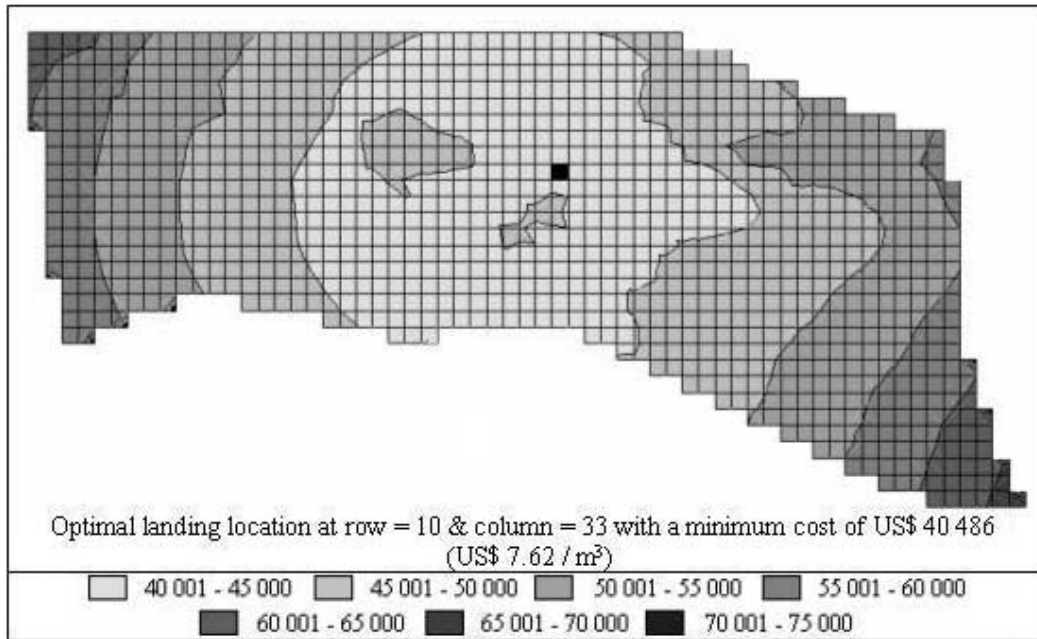 Optimal landing location at row = 10 & column = 33 with a minimum cost of US$ 40 486
(US$ 7.62 / m³)
40 001 - 45 000 45 001 - 50 000 50 001 - 55 000 55 001 - 60 000
60 001 - 65 000 65 001 - 70 000 70 001 - 75 000